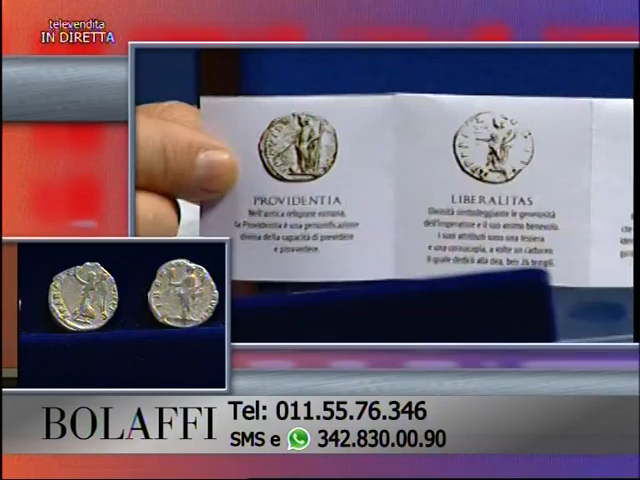 televendita
IN DIRETTA
PROVIDENTIA
Nell'antica religione romana,
la Providentia è una personificazione
divina della capacità di prevedere
e provvedere.
LIBERALITAS
Divinità simboleggiante la generosità
dell'imperatore e il suo animo benevolo.
I suoi attributi sono una tessera
e una cornucopia, a volte un caduceo
il quale dedicò alla dea, ben 26 templi.
BOLAFFI
Tel: 011.55.76.346
SMS e 342.830.00.90